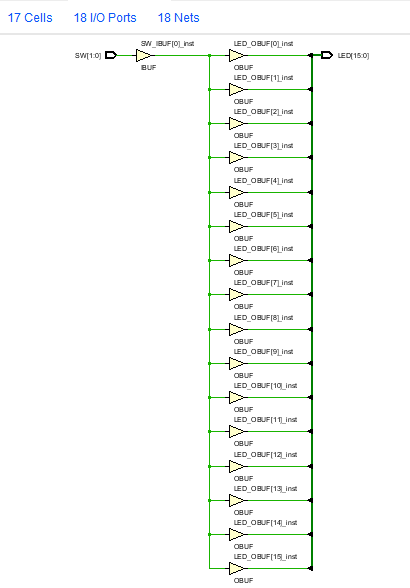 17 Cells 18 I/O Ports 18 Nets
SW_IBUF[0]_inst LED_OBUF[0]_inst
SW[1:0] LED[15:0]
IBUF OBUF
LED_OBUF[1]_inst
OBUF
LED_OBUF[2]_inst
OBUF
LED_OBUF[3]_inst
OBUF
LED_OBUF[4]_inst
OBUF
LED_OBUF[5]_inst
OBUF
LED_OBUF[6]_inst
OBUF
LED_OBUF[7]_inst
OBUF
LED_OBUF[8]_inst
OBUF
LED_OBUF[9]_inst
OBUF
LED_OBUF[10]_inst
OBUF
LED_OBUF[11]_inst
OBUF
LED_OBUF[12]_inst
OBUF
LED_OBUF[13]_inst
OBUF
LED_OBUF[14]_inst
OBUF
LED_OBUF[15]_inst
OBUF